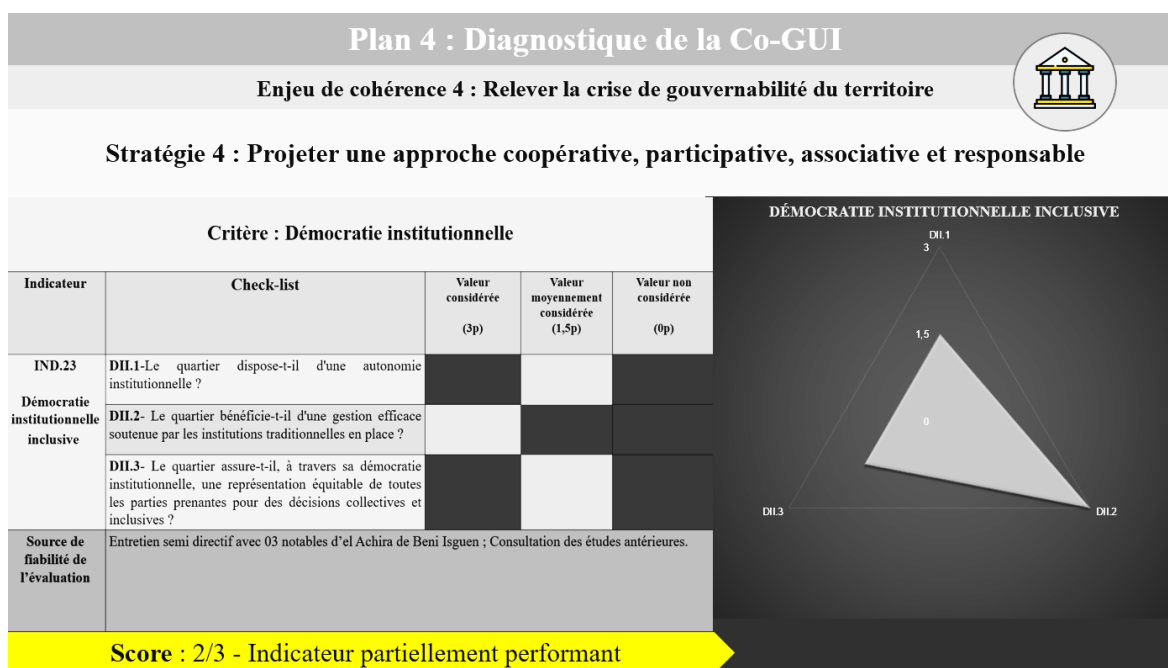 Plan 4 : Diagnostique de la Co-GUI
Enjeu de cohérence 4 : Relever la crise de gouvernabilité du territoire
Stratégie 4 : Projeter une approche coopérative, participative, associative et responsable
Critère : Démocratie institutionnelle
Indicateur
Check-list
Valeur
considérée
(3p)
Valeur
moyennement
considérée
(1,5p)
Valeur non
considérée
(0p)
IND.23
Démocratie
institutionnelle
inclusive
DII.1-Le quartier dispose-t-il d'une autonomie
institutionnelle ?
DII.2- Le quartier bénéficie-t-il d'une gestion efficace
soutenue par les institutions traditionnelles en place ?
DII.3- Le quartier assure-t-il, à travers sa démocratie
institutionnelle, une représentation équitable de toutes
les parties prenantes pour des décisions collectives et
inclusives ?
Source de
fiabilité de
l'évaluation
Entretien semi directif avec 03 notables d'el Achira de Beni Isguen ; Consultation des études antérieures.
Score : 2/3 - Indicateur partiellement performant
DÉMOCRATIE INSTITUTIONNELLE INCLUSIVE
DII.1
3
1,5
0
DII.3
DII.2